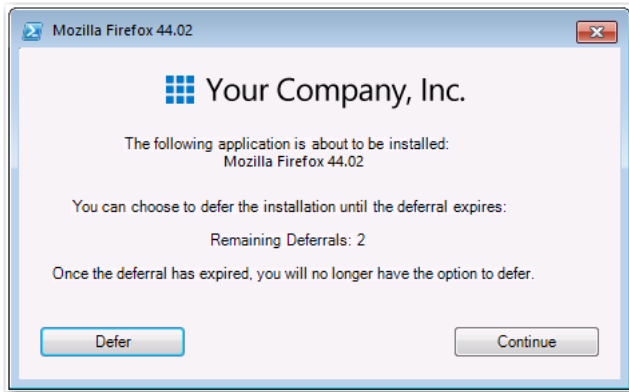 Mozilla Firefox 44.02
Your Company, Inc.
The following application is about to be installed:
Mozilla Firefox 44.02
You can choose to defer the installation until the deferral expires:
Remaining Deferrals: 2
Once the deferral has expired, you will no longer have the option to defer.
Defer
Continue